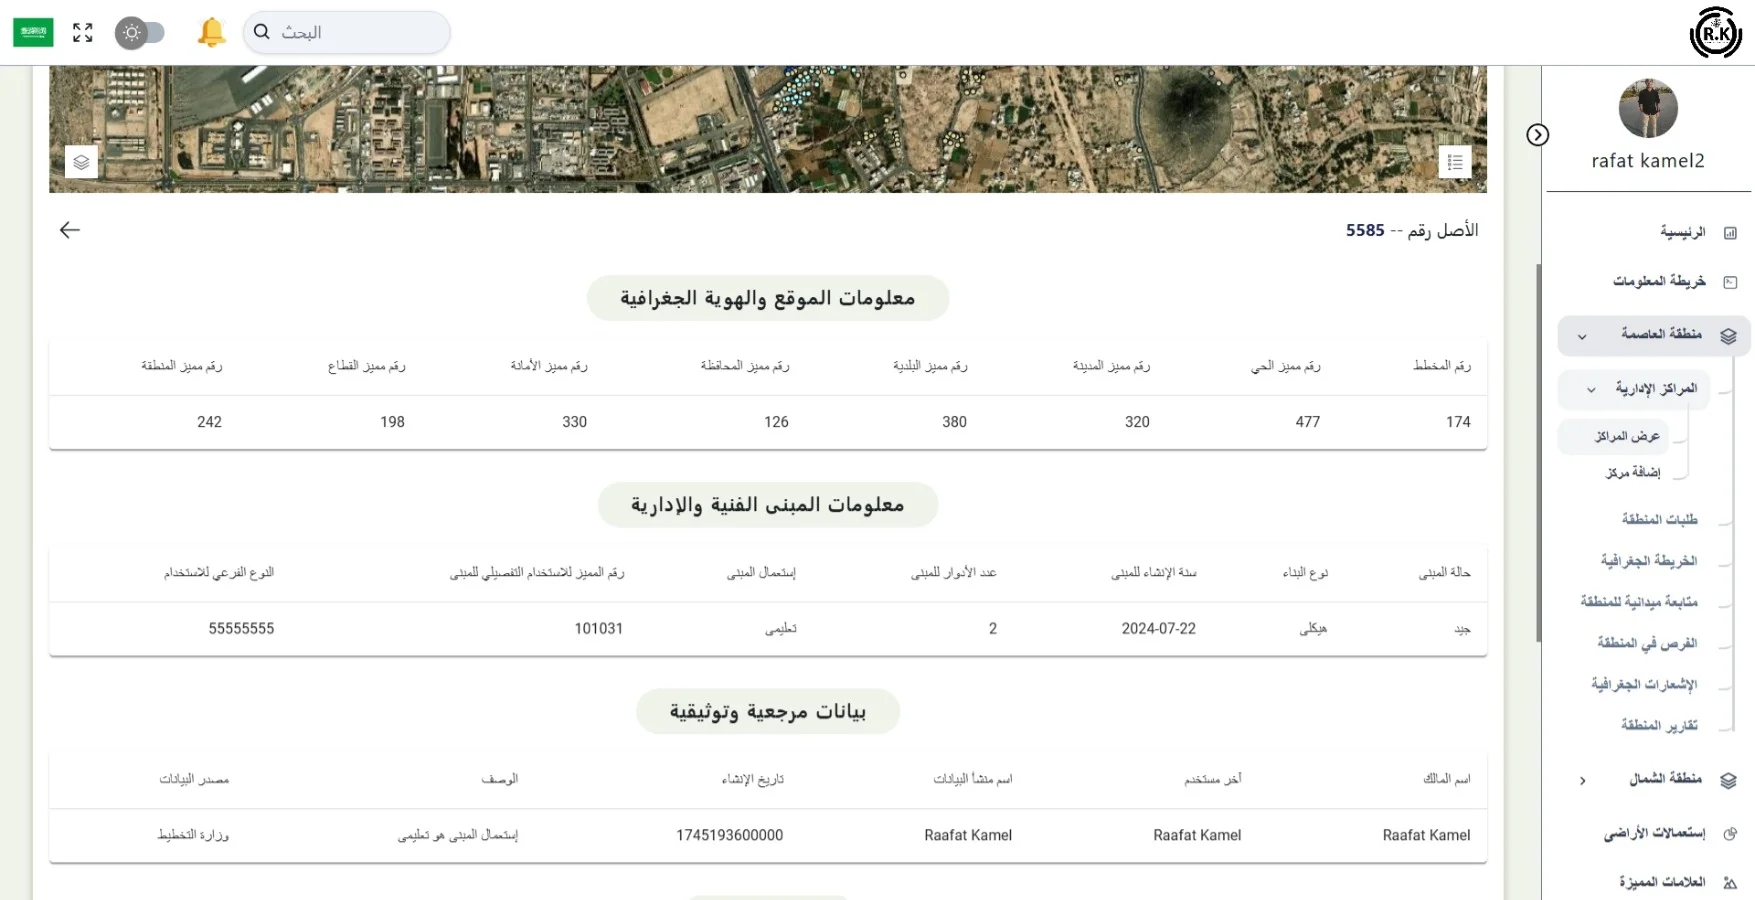 البحث
R.K
rafat kamel2
الرئيسية
خريطة المعلومات
منطقة العاصمة
المراكز الإدارية
عرض المراكز
إضافة مركز
طلبات المنطقة
الخريطة الجغرافية
متابعة ميدانية للمنطقة
الفرص في المنطقة
الإشعارات الجغرافية
تقارير المنطقة
منطقة الشمال
إستعمالات الأراضى
العلامات المميزة
الأصل رقم -- 5585
معلومات الموقع والهوية الجغرافية
رقم المخطط رقم مميز الحي رقم مميز المدينة رقم مميز البلدية رقم مميز المحافظة رقم مميز الأمانة رقم مميز القطاع رقم مميز المنطقة
174 477 320 380 126 330 198 242
معلومات المبنى الفنية والإدارية
حالة المبنى نوع البناء سنة الإنشاء للمبنى عدد الأدوار للمبنى إستعمال المبنى رقم المميز للاستخدام التفصيلي للمبنى النوع الفرعي للاستخدام
جيد هيكلى 2024-07-22 2 تعليمى 101031 55555555
بيانات مرجعية وتوثيقية
اسم المالك أخر مستخدم اسم منشأ البيانات تاريخ الإنشاء الوصف مصدر البيانات
Raafat Kamel Raafat Kamel Raafat Kamel 1745193600000 إستعمال المبنى هو تعليمى وزارة التخطيط